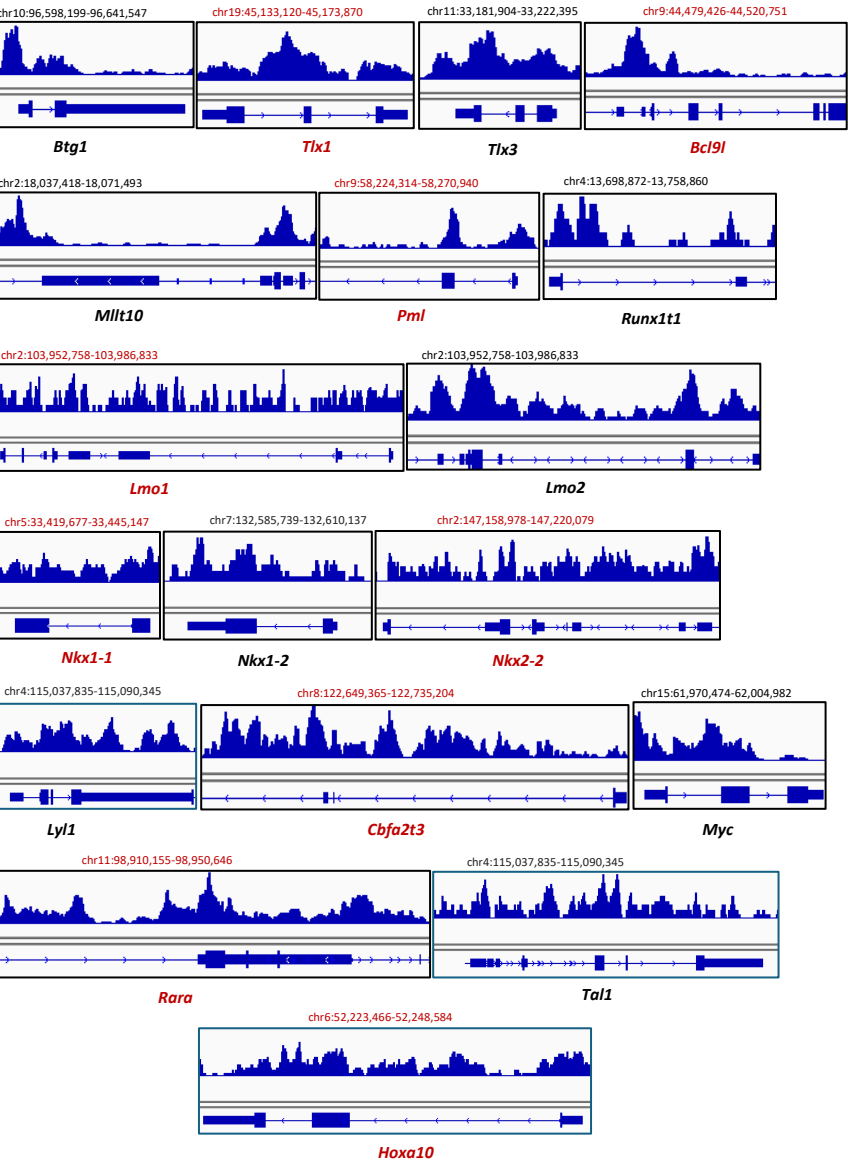 chr10:96,598,199-96,641,547 chr19:45,133,120-45,173,870 chr11:33,181,904-33,222,395 chr9:44,479,426-44,520,751
Btg1 Tlx1 Tlx3 Bcl9l
chr2:18,037,418-18,071,493 chr9:58,224,314-58,270,940 chr4:13,698,872-13,758,860
Mllt10 Pml Runx1t1
chr2:103,952,758-103,986,833 chr2:103,952,758-103,986,833
Lmo1 Lmo2
chr5:33,419,677-33,445,147 chr7:132,585,739-132,610,137 chr2:147,158,978-147,220,079
Nkx1-1 Nkx1-2 Nkx2-2
chr4:115,037,835-115,090,345 chr8:122,649,365-122,735,204 chr15:61,970,474-62,004,982
Lyl1 Cbfa2t3 Myc
chr11:98,910,155-98,950,646 chr4:115,037,835-115,090,345
Rara Tal1
chr6:52,223,466-52,248,584
Hoxa10